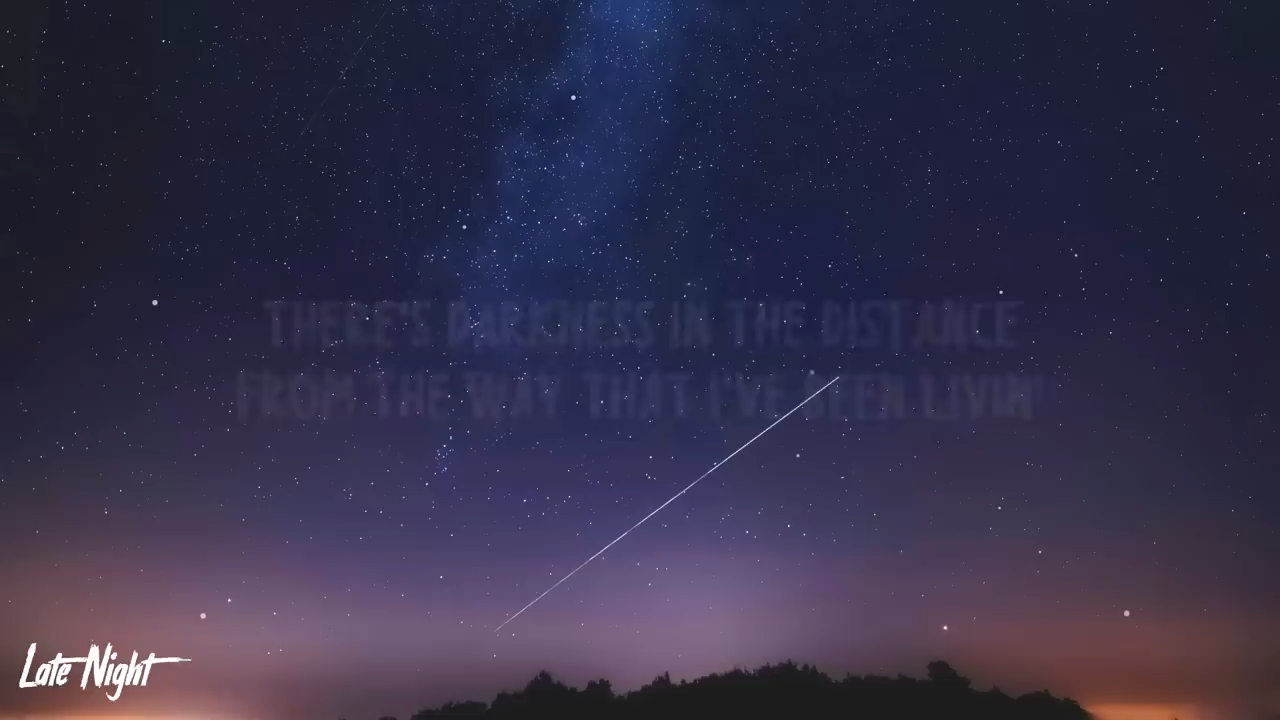 THERE'S DARKNESS IN THE DISTANCE
FROM THE WAY THAT I'VE BEEN LIVIN'
Late Night